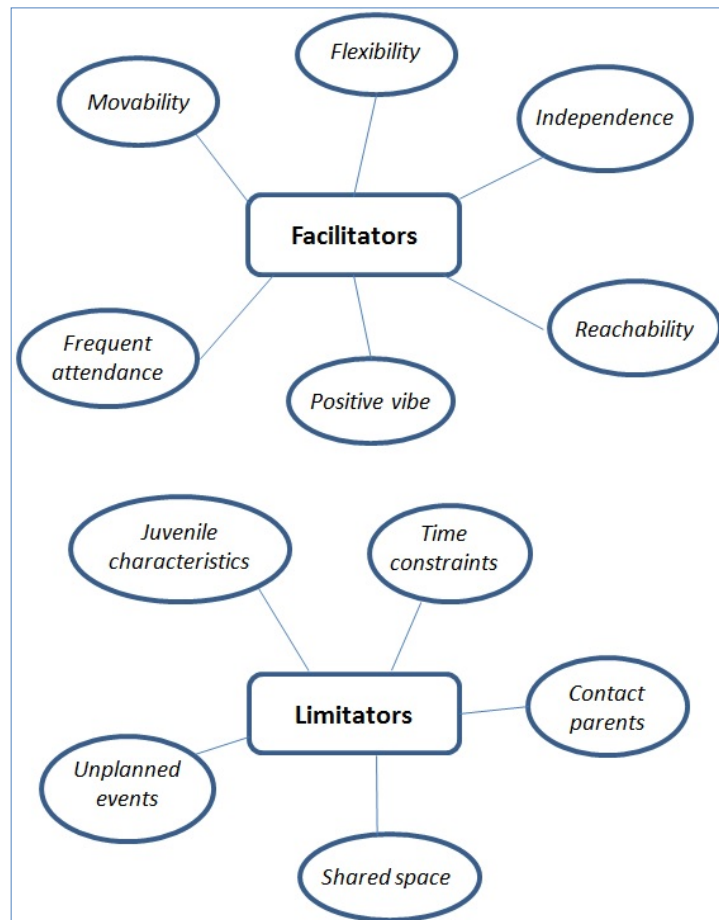 Flexibility
Movability
Independence
Facilitators
Reachability
Frequent
attendance
Positive vibe
Juvenile
characteristics
Time
constraints
Limitators
Contact
parents
Unplanned
events
Shared space